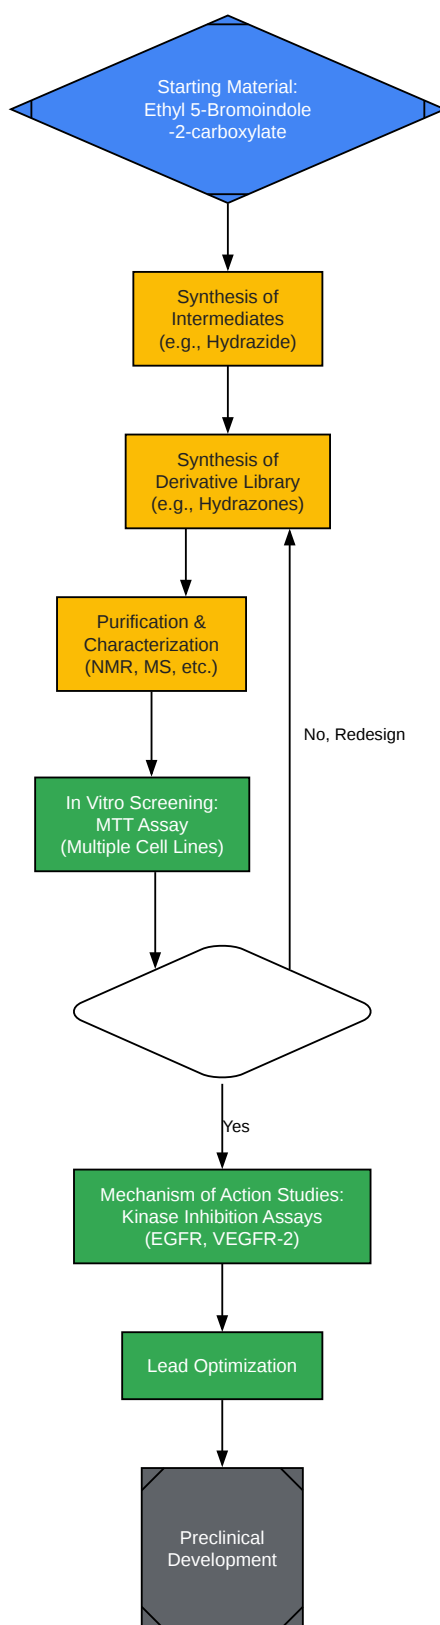 Starting Material:
Ethyl 5-Bromoindole
-2-carboxylate
Synthesis of
Intermediates
(e.g., Hydrazide)
Synthesis of
Derivative Library
(e.g., Hydrazones)
Purification &
Characterization
(NMR, MS, etc.)
No, Redesign
In Vitro Screening:
MTT Assay
(Multiple Cell Lines)
Yes
Mechanism of Action Studies:
Kinase Inhibition Assays
(EGFR, VEGFR-2)
Lead Optimization
Preclinical
Development